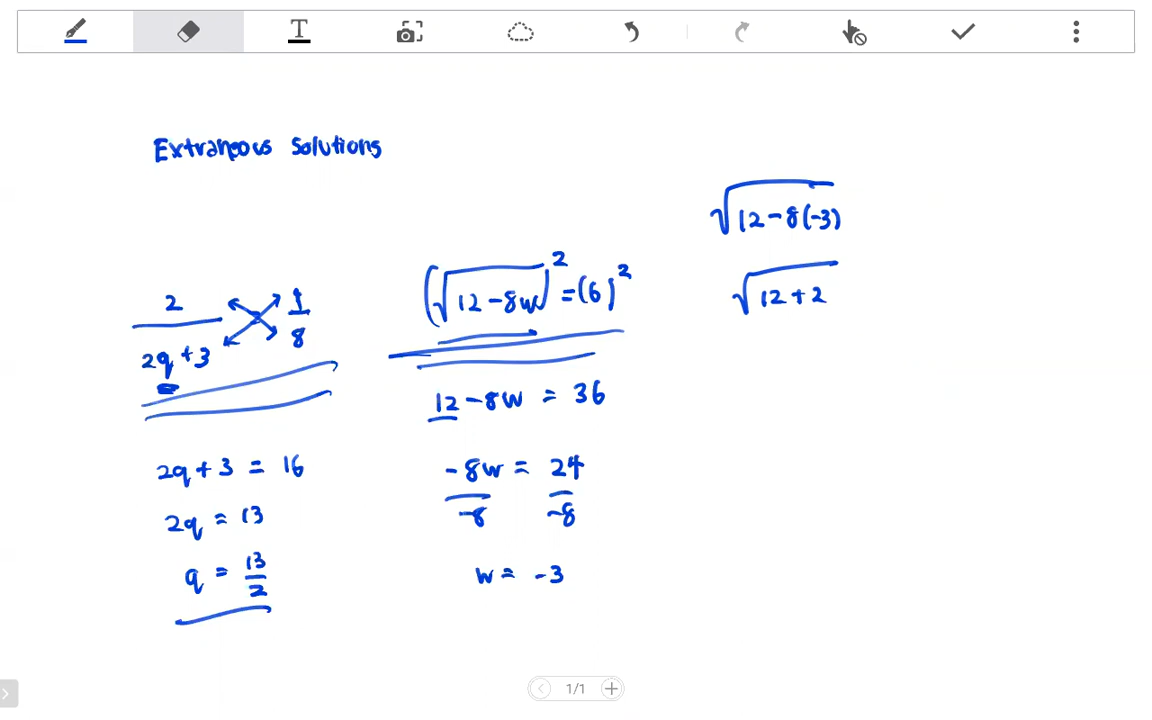 T
Extraneous Solutions
2 / (2q + 3) 1/8
2q + 3 = 16
2q = 13
q = 13/2
(√(12 - 8w))² = (6)²
12 - 8w = 36
-8w = 24
-8 -8
w = -3
√(12 - 8(-3))
√(12 + 2
1/1